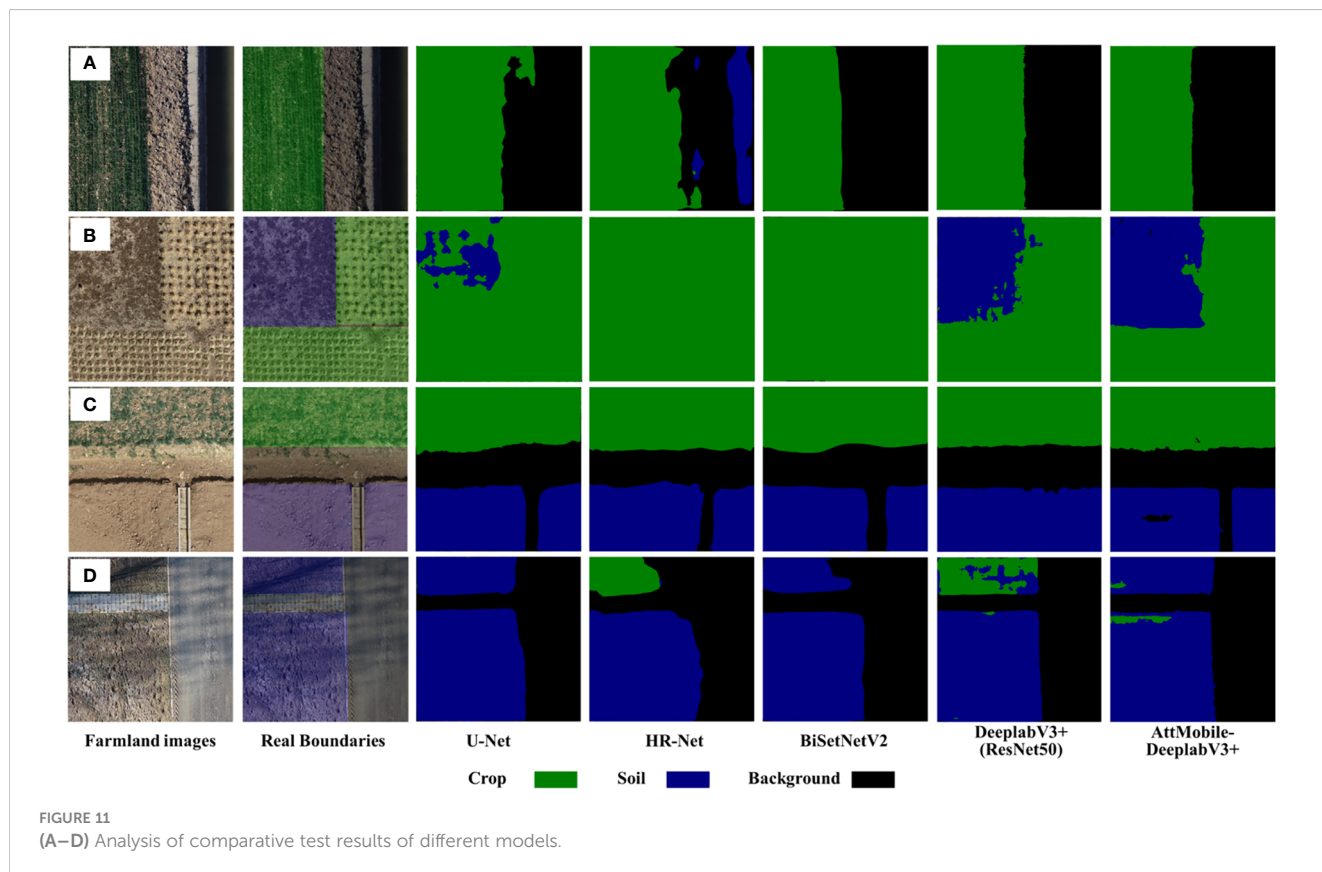 A
B
C
D
Farmland images
Real Boundaries
U-Net
HR-Net
BiSetNetV2
DeeplabV3+
(ResNet50)
AttMobile-
DeeplabV3+
Crop
Soil
Background
FIGURE 11
(A–D) Analysis of comparative test results of different models.